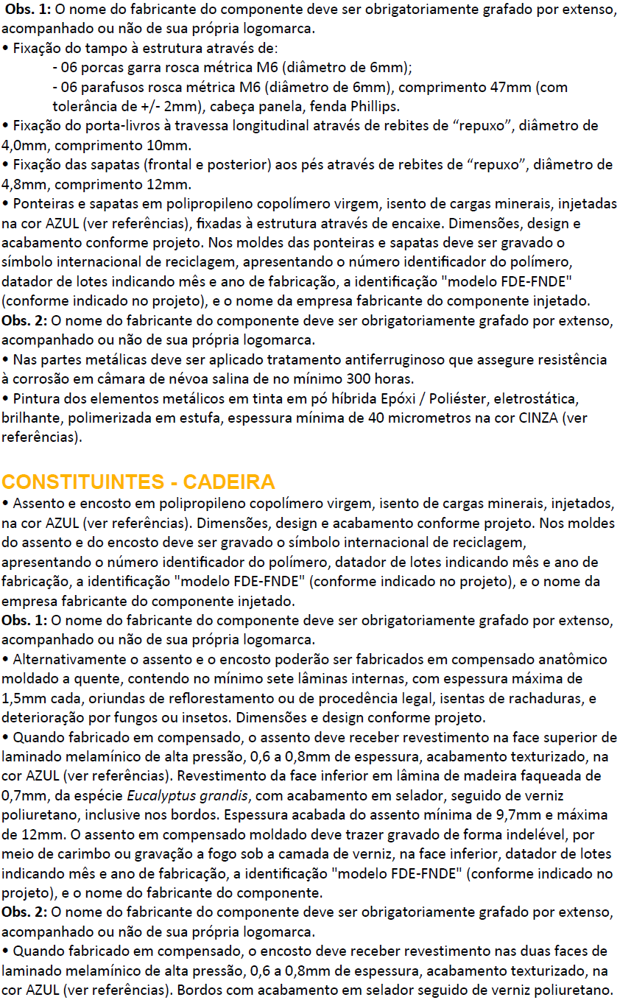 Obs. 1: O nome do fabricante do componente deve ser obrigatoriamente grafado por extenso,
acompanhado ou não de sua própria logomarca.
• Fixação do tampo à estrutura através de:
- 06 porcas garra rosca métrica M6 (diâmetro de 6mm);
- 06 parafusos rosca métrica M6 (diâmetro de 6mm), comprimento 47mm (com
tolerância de +/- 2mm), cabeça panela, fenda Phillips.
• Fixação do porta-livros à travessa longitudinal através de rebites de “repuxo”, diâmetro de
4,0mm, comprimento 10mm.
• Fixação das sapatas (frontal e posterior) aos pés através de rebites de “repuxo”, diâmetro de
4,8mm, comprimento 12mm.
• Ponteiras e sapatas em polipropileno copolímero virgem, isento de cargas minerais, injetadas
na cor AZUL (ver referências), fixadas à estrutura através de encaixe. Dimensões, design e
acabamento conforme projeto. Nos moldes das ponteiras e sapatas deve ser gravado o
símbolo internacional de reciclagem, apresentando o número identificador do polímero,
datador de lotes indicando mês e ano de fabricação, a identificação "modelo FDE-FNDE"
(conforme indicado no projeto), e o nome da empresa fabricante do componente injetado.
Obs. 2: O nome do fabricante do componente deve ser obrigatoriamente grafado por extenso,
acompanhado ou não de sua própria logomarca.
• Nas partes metálicas deve ser aplicado tratamento antiferruginoso que assegure resistência
à corrosão em câmara de névoa salina de no mínimo 300 horas.
• Pintura dos elementos metálicos em tinta em pó híbrida Epóxi / Poliéster, eletrostática,
brilhante, polimerizada em estufa, espessura mínima de 40 micrometros na cor CINZA (ver
referências).
CONSTITUINTES - CADEIRA
• Assento e encosto em polipropileno copolímero virgem, isento de cargas minerais, injetados,
na cor AZUL (ver referências). Dimensões, design e acabamento conforme projeto. Nos moldes
do assento e do encosto deve ser gravado o símbolo internacional de reciclagem,
apresentando o número identificador do polímero, datador de lotes indicando mês e ano de
fabricação, a identificação "modelo FDE-FNDE" (conforme indicado no projeto), e o nome da
empresa fabricante do componente injetado.
Obs. 1: O nome do fabricante do componente deve ser obrigatoriamente grafado por extenso,
acompanhado ou não de sua própria logomarca.
• Alternativamente o assento e o encosto poderão ser fabricados em compensado anatômico
moldado a quente, contendo no mínimo sete lâminas internas, com espessura máxima de
1,5mm cada, oriundas de reflorestamento ou de procedência legal, isentas de rachaduras, e
deterioração por fungos ou insetos. Dimensões e design conforme projeto.
• Quando fabricado em compensado, o assento deve receber revestimento na face superior de
laminado melamínico de alta pressão, 0,6 a 0,8mm de espessura, acabamento texturizado, na
cor AZUL (ver referências). Revestimento da face inferior em lâmina de madeira faqueada de
0,7mm, da espécie Eucalyptus grandis, com acabamento em selador, seguido de verniz
poliuretano, inclusive nos bordos. Espessura acabada do assento mínima de 9,7mm e máxima
de 12mm. O assento em compensado moldado deve trazer gravado de forma indelével, por
meio de carimbo ou gravação a fogo sob a camada de verniz, na face inferior, datador de lotes
indicando mês e ano de fabricação, a identificação "modelo FDE-FNDE" (conforme indicado no
projeto), e o nome do fabricante do componente.
Obs. 2: O nome do fabricante do componente deve ser obrigatoriamente grafado por extenso,
acompanhado ou não de sua própria logomarca.
• Quando fabricado em compensado, o encosto deve receber revestimento nas duas faces de
laminado melamínico de alta pressão, 0,6 a 0,8mm de espessura, acabamento texturizado, na
cor AZUL (ver referências). Bordos com acabamento em selador seguido de verniz poliuretano.